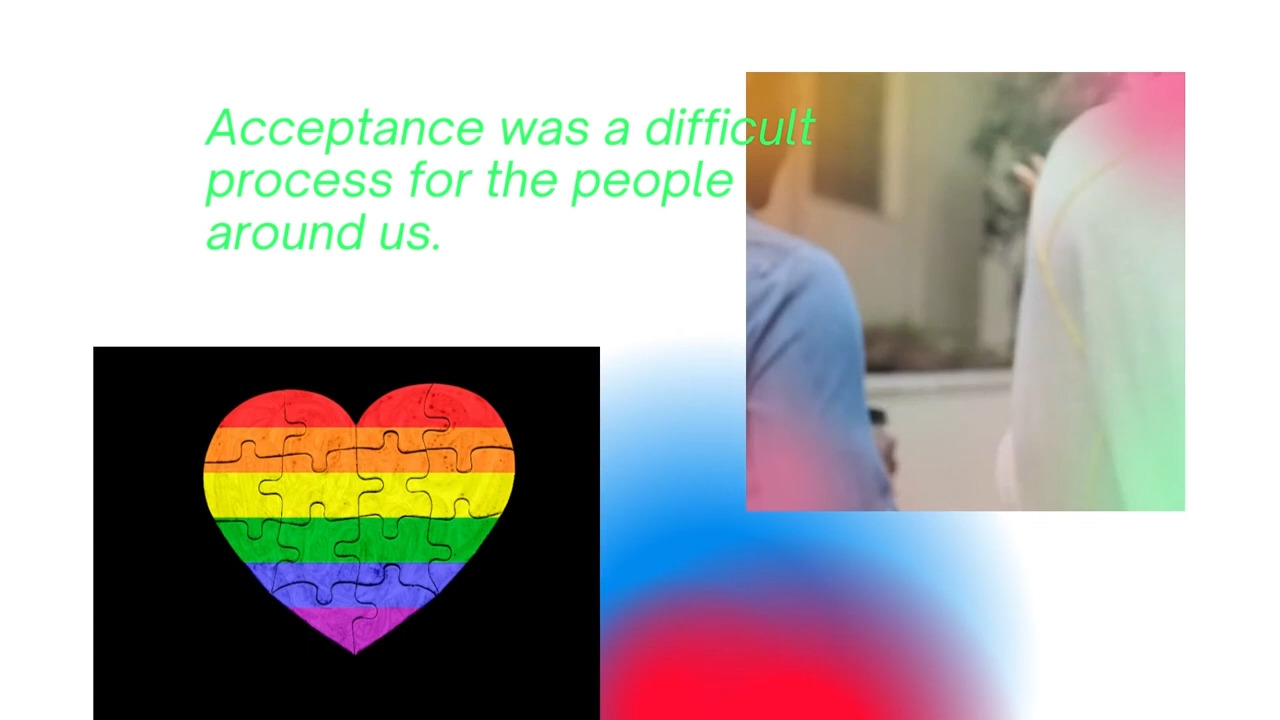 Acceptance was a difficult
process for the people
around us.